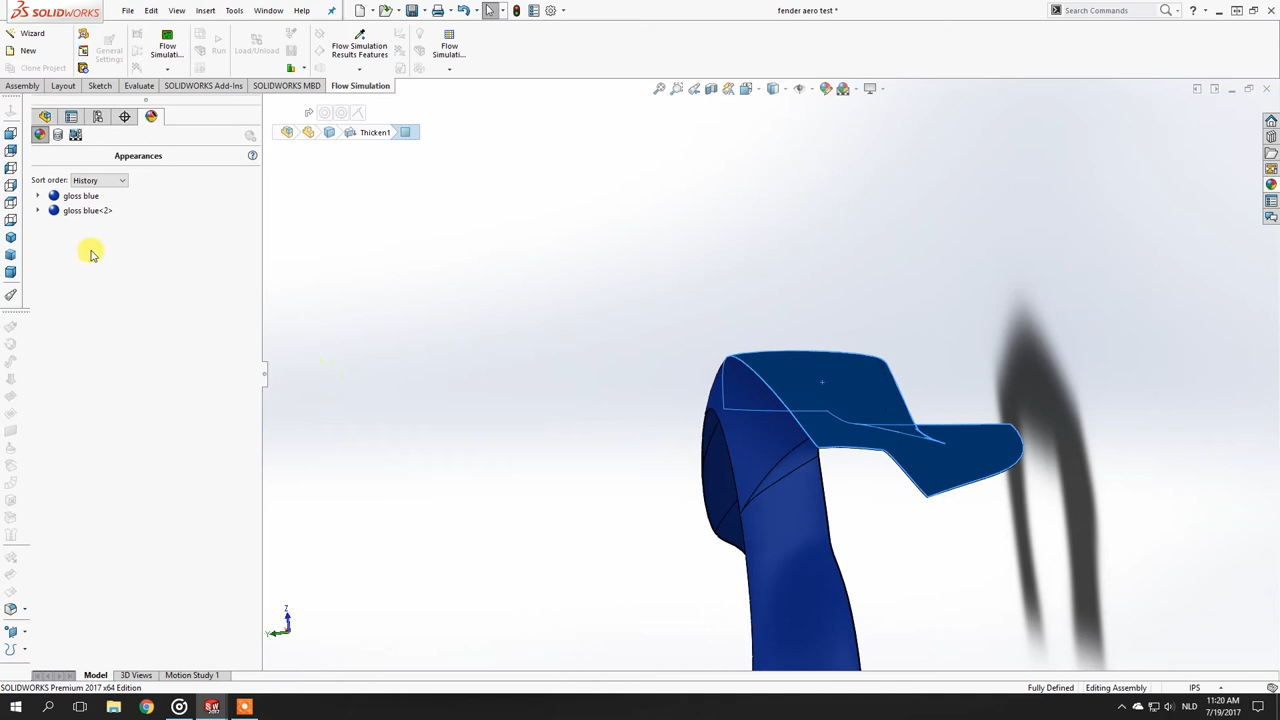 SOLIDWORKS
File Edit View Insert Tools Window Help
fender aero test *
Search Commands
Wizard
New
Clone Project
General Settings
Flow Simulati...
Run
Load/Unload
Flow Simulation Results Features
Flow Simulati...
Assembly Layout Sketch Evaluate SOLIDWORKS Add-Ins SOLIDWORKS MBD Flow Simulation
Thicken1
Appearances
Sort order: History
gloss blue
gloss blue<2>
Z
Y
Model 3D Views Motion Study 1
SOLIDWORKS Premium 2017 x64 Edition
Fully Defined Editing Assembly IPS
NLD
11:20 AM
7/19/2017